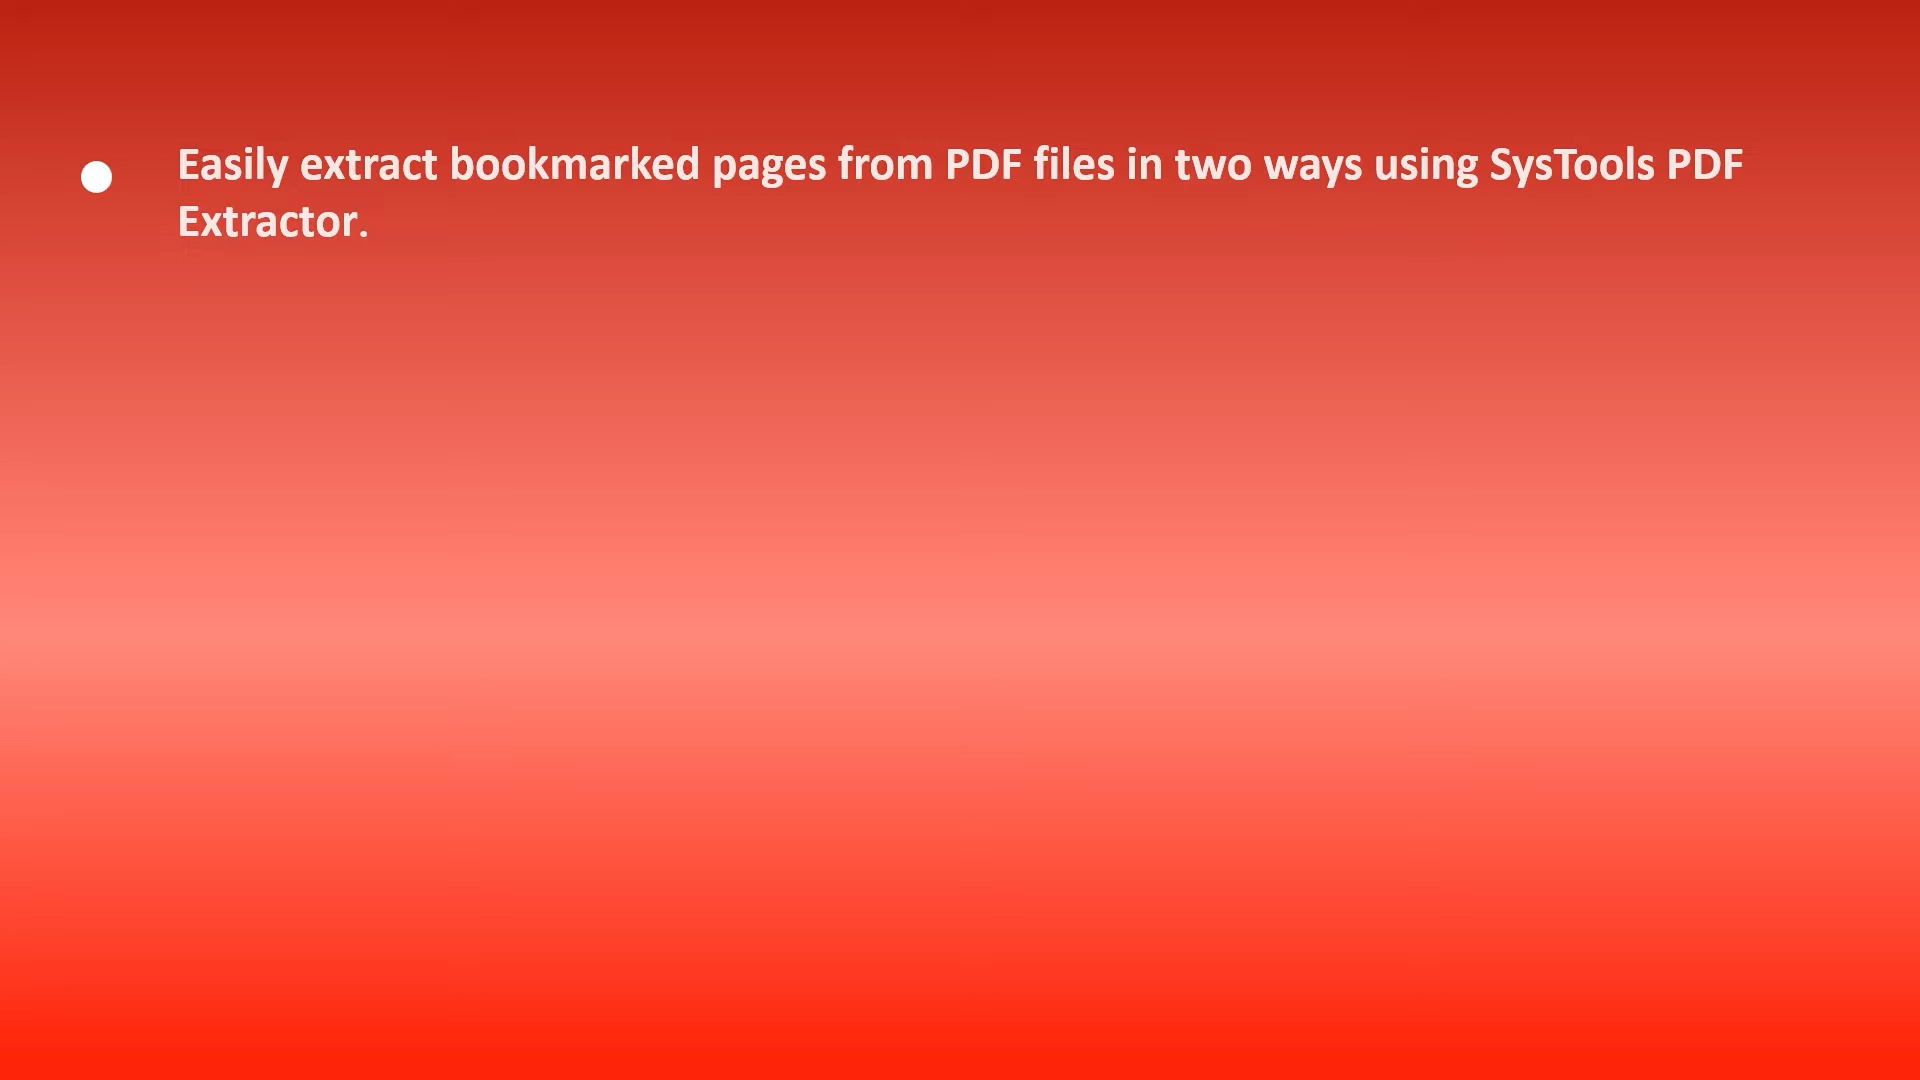 Easily extract bookmarked pages from PDF files in two ways using SysTools PDF
Extractor.